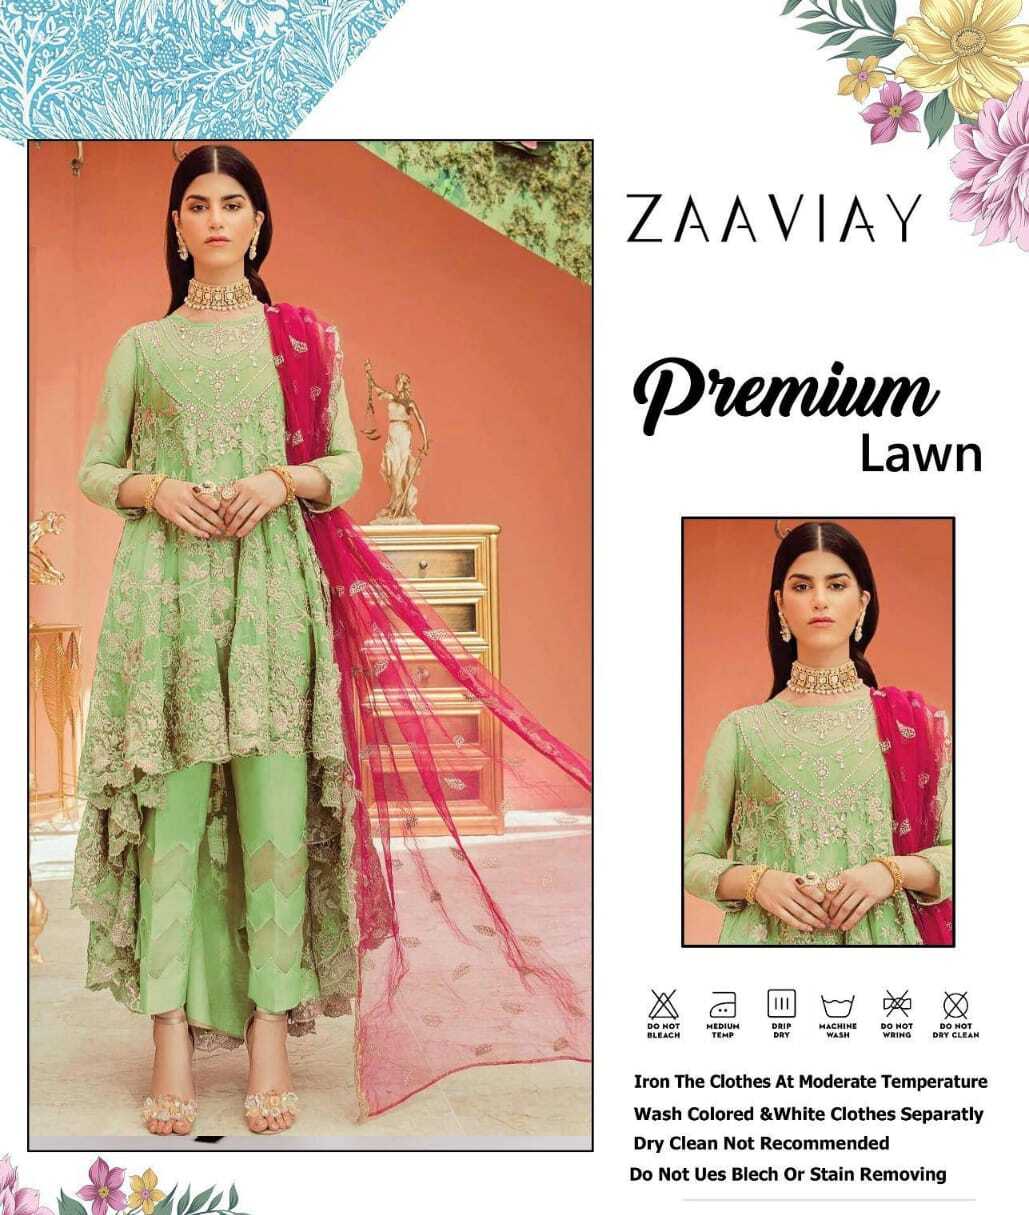 ZAAVIAY
Premium
Lawn
DO NOT
BLEACH
MEDIUM
TEMP
DRIP
DRY
MACHINE
WASH
DO NOT
WRING
DO NOT
DRY CLEAN
Iron The Clothes At Moderate Temperature
Wash Colored &White Clothes Separatly
Dry Clean Not Recommended
Do Not Ues Blech Or Stain Removing